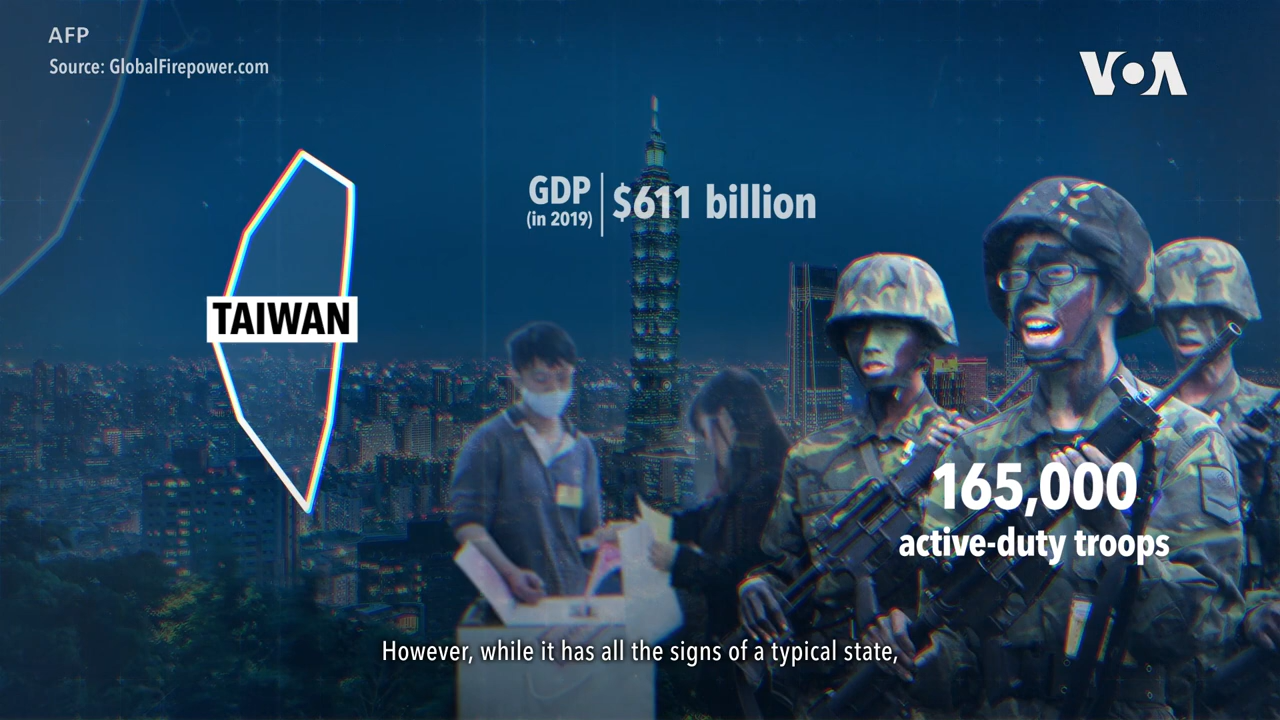 AFP
Source: GlobalFirepower.com
VOA
GDP
(in 2019)
$611 billion
TAIWAN
165,000
active-duty troops
However, while it has all the signs of a typical state,